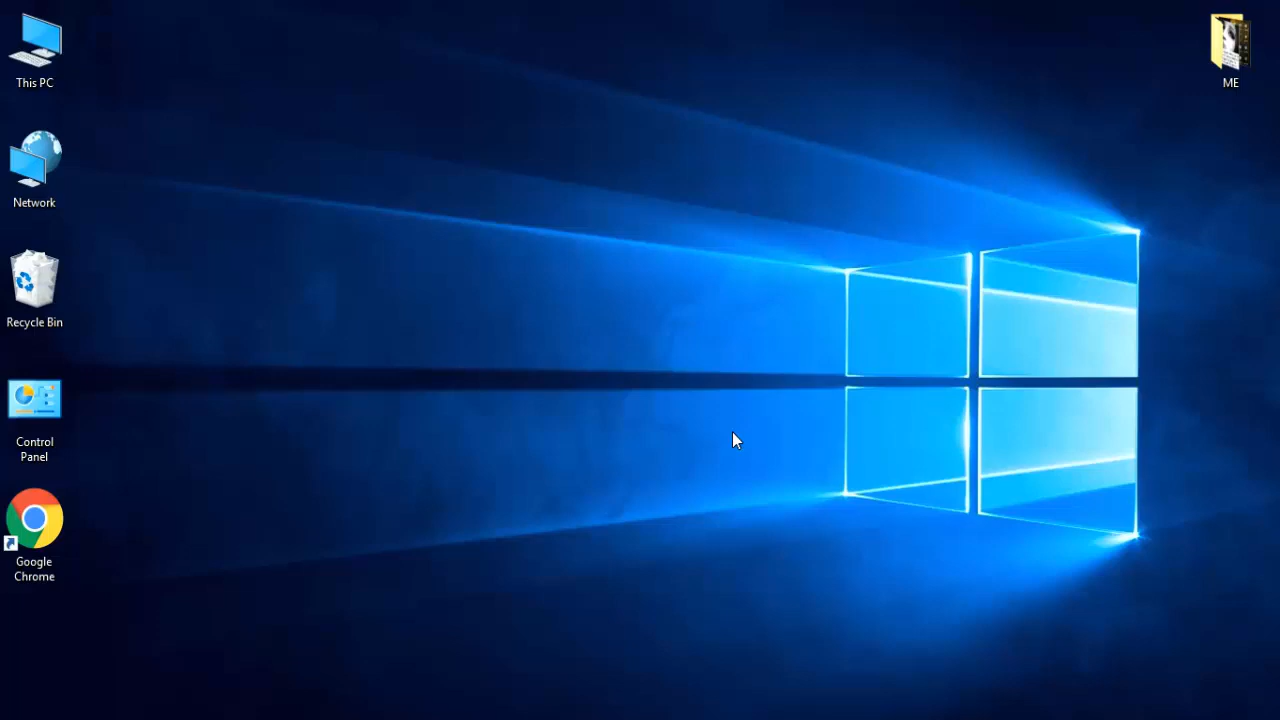 This PC
ME
Network
Recycle Bin
Control
Panel
Google
Chrome